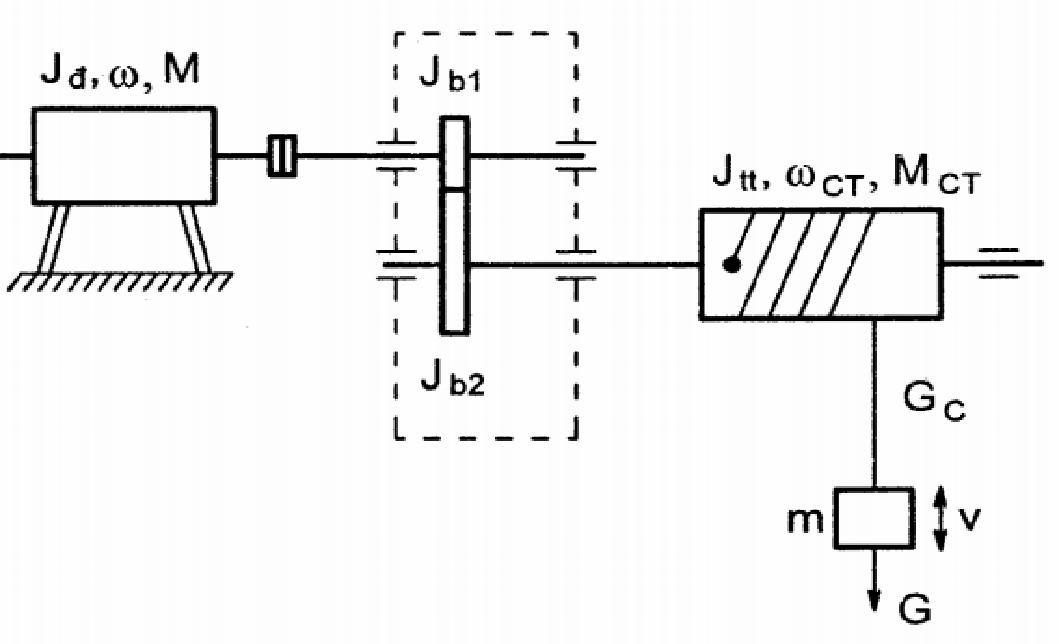 Jđ, ω, M
Jb1
Jtt, ωCT, MCT
Jb2
GC
m
v
G